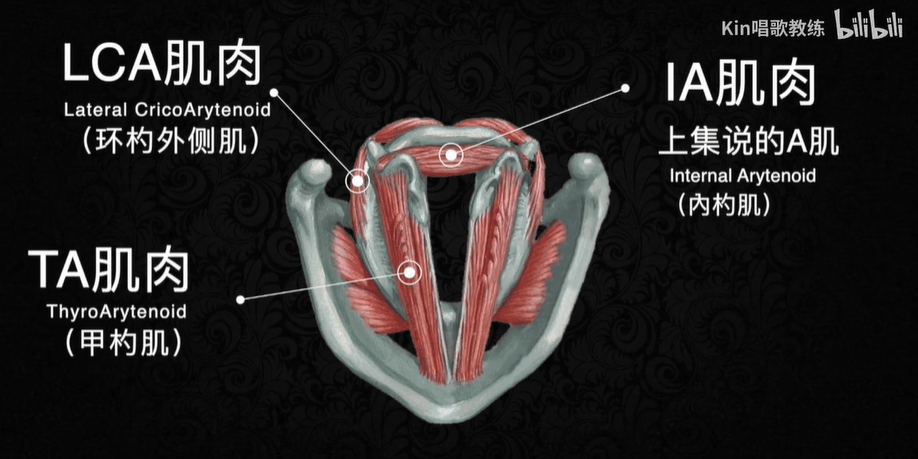 Kin唱歌教练 bilibili
LCA肌肉
Lateral CricoArytenoid
（环杓外侧肌）
IA肌肉
上集说的A肌
Internal Arytenoid
（內杓肌）
TA肌肉
ThyroArytenoid
（甲杓肌）